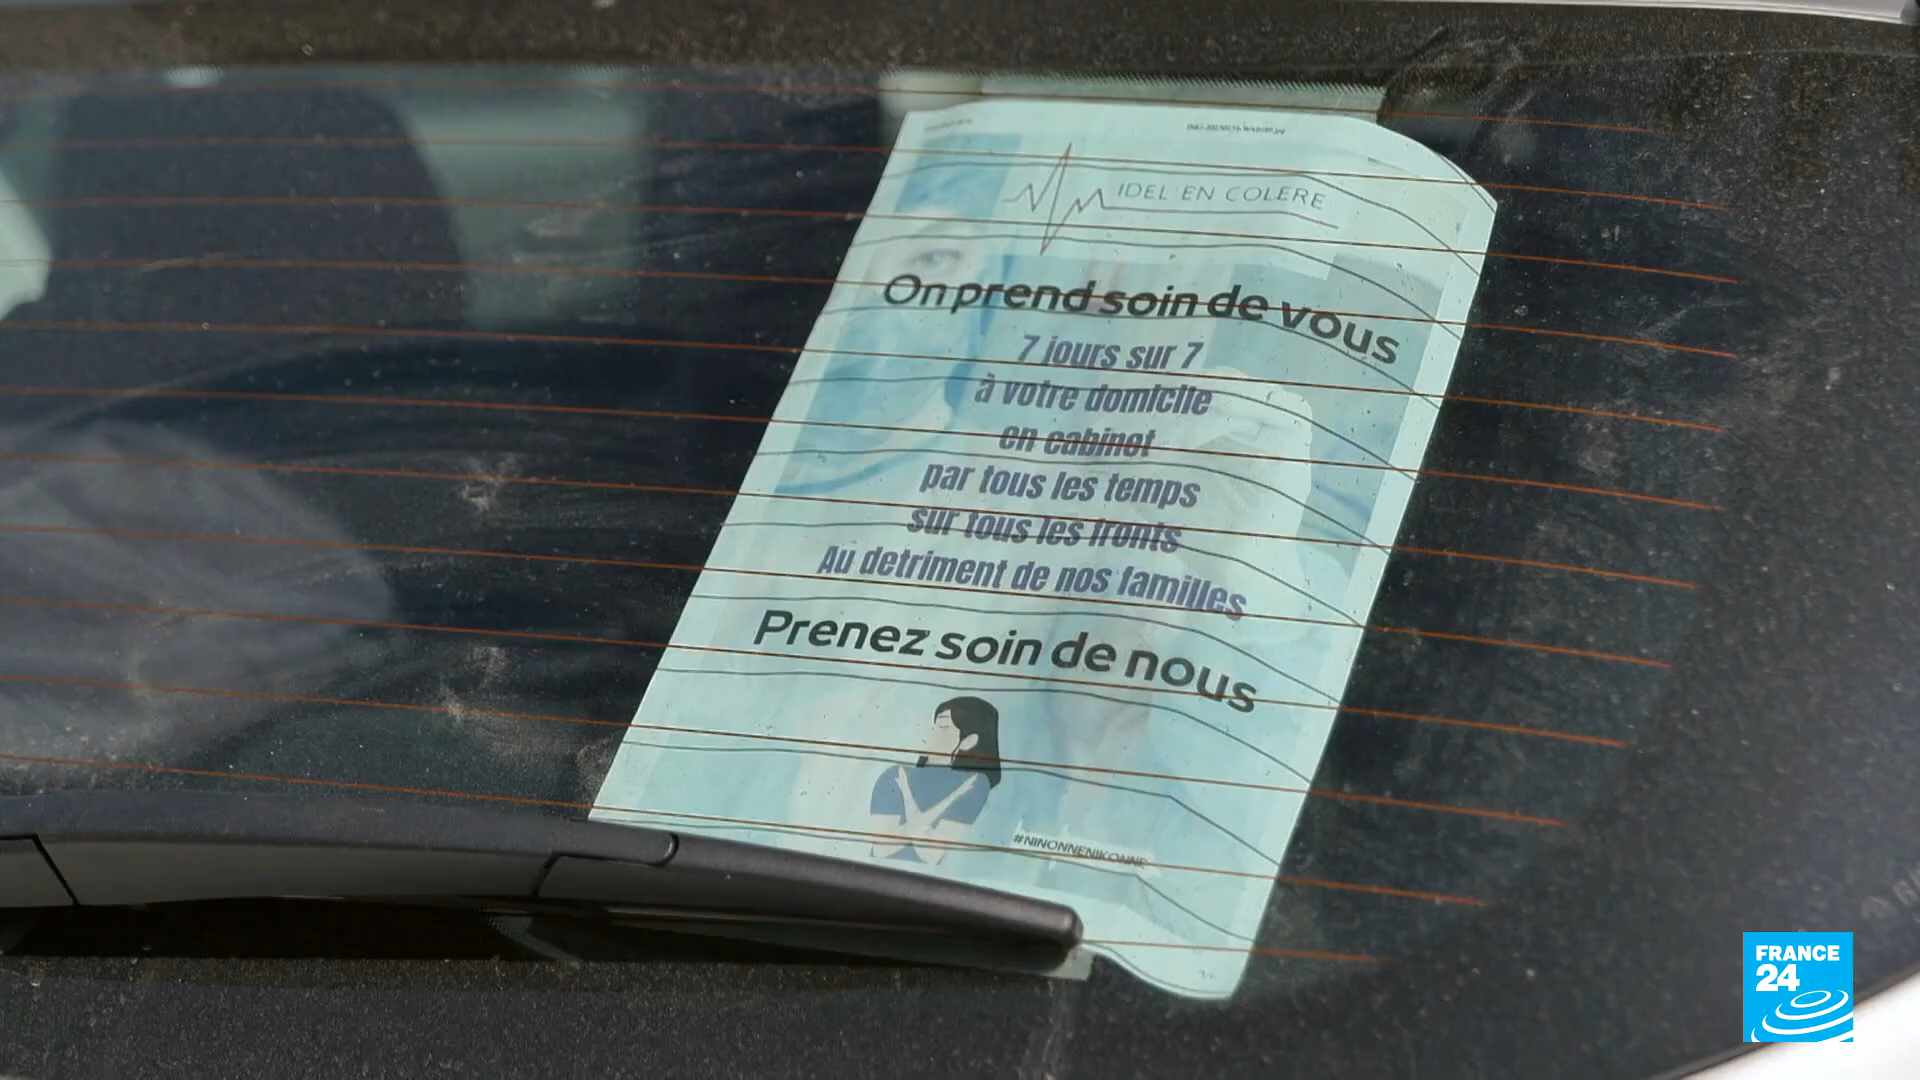 IDEL EN COLÈRE
On prend soin de vous
7 jours sur 7
à votre domicile
en cabinet
par tous les temps
sur tous les fronts
Au detriment de nos familles
Prenez soin de nous
#NINONNENIKONNE
FRANCE
24